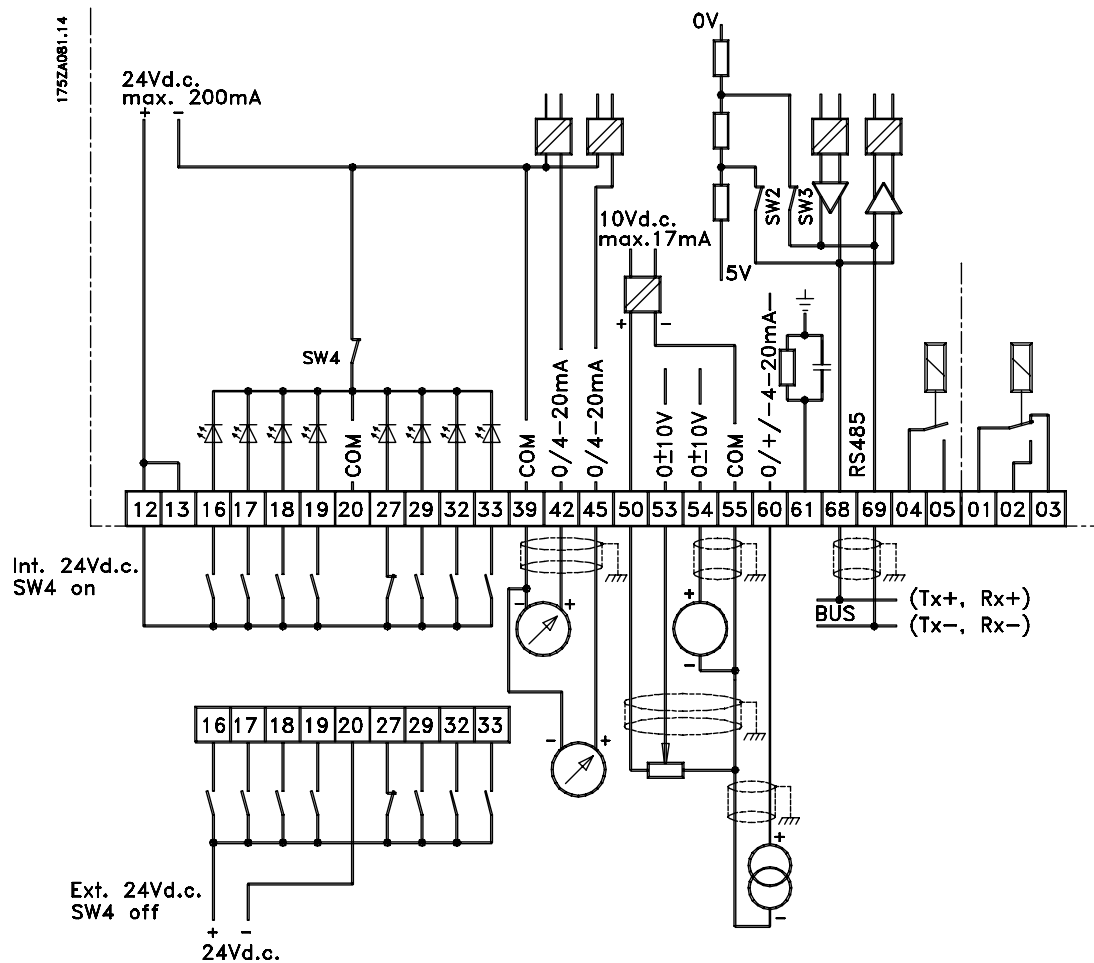 175ZA081.14
24Vd.c.
max. 200mA
+ −
0V
SW2
SW3
5V
10Vd.c.
max.17mA
+ −
SW4
COM
COM
0/4−20mA
0/4−20mA
0±10V
0±10V
COM
0/+/−4−20mA−
RS485
12 13 16 17 18 19 20 27 29 32 33 39 42 45 50 53 54 55 60 61 68 69 04 05 01 02 03
Int. 24Vd.c.
SW4 on
− +
+
−
BUS
(Tx+, Rx+)
(Tx−, Rx−)
16 17 18 19 20 27 29 32 33
− +
+
−
Ext. 24Vd.c.
SW4 off
+ −
24Vd.c.